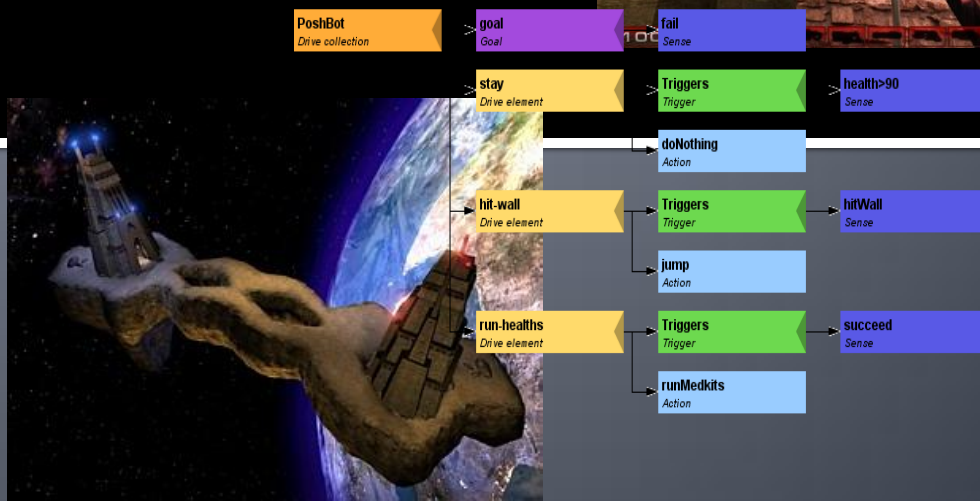 PoshBot
Drive collection
goal
Goal
100
fail
Sense
stay
Drive element
Triggers
Trigger
health>90
Sense
doNothing
Action
hit-wall
Drive element
Triggers
Trigger
hitWall
Sense
jump
Action
run-healths
Drive element
Triggers
Trigger
succeed
Sense
runMedkits
Action